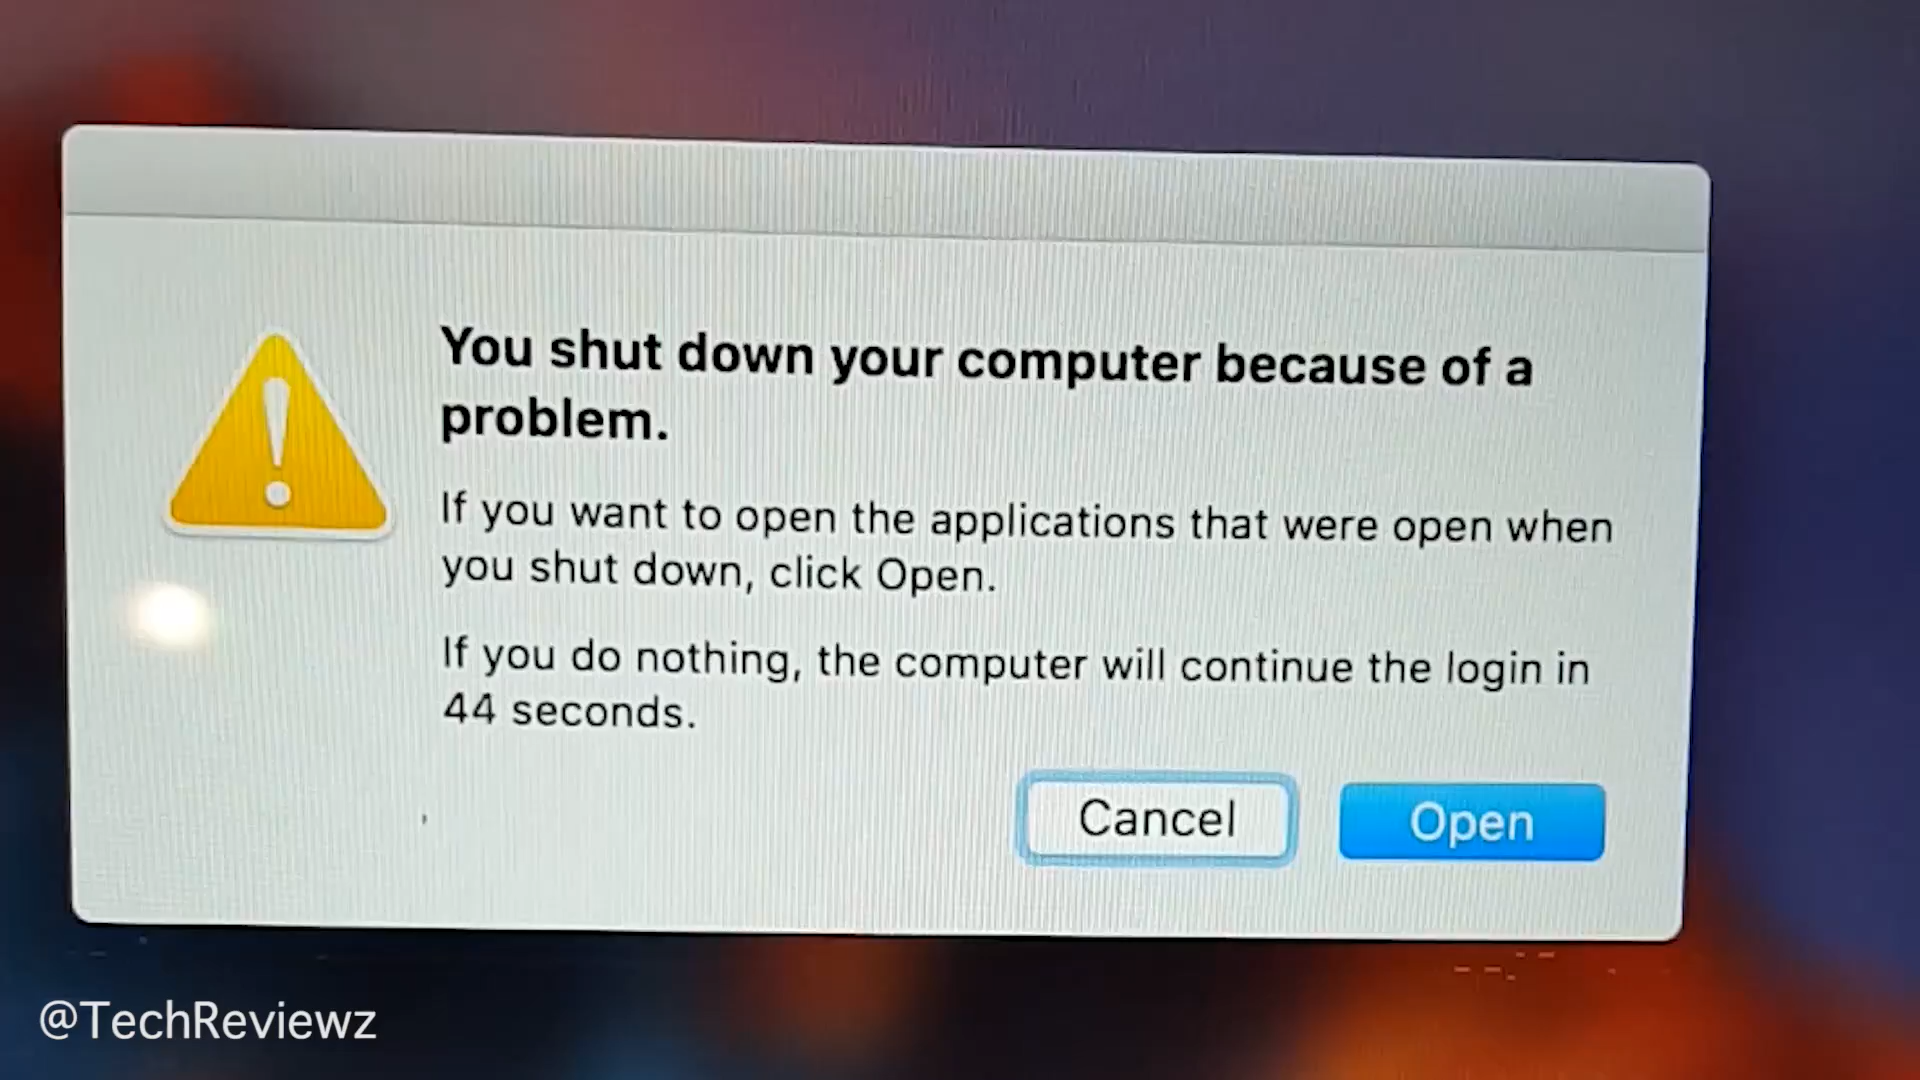 You shut down your computer because of a
problem.
If you want to open the applications that were open when
you shut down, click Open.
If you do nothing, the computer will continue the login in
44 seconds.
Cancel
Open
@TechReviewz